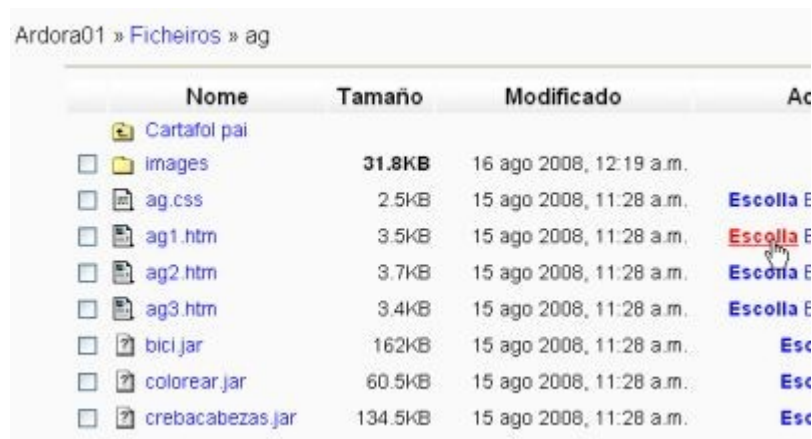 Ardora01 » Ficheiros » ag
Nome Tamaño Modificado
Cartafol pai
images 31.8KB 16 ago 2008, 12:19 a.m.
ag.css 2.5KB 15 ago 2008, 11:28 a.m. Escolla
ag1.htm 3.5KB 15 ago 2008, 11:28 a.m. Escolla
ag2.htm 3.7KB 15 ago 2008, 11:28 a.m. Escolla
ag3.htm 3.4KB 15 ago 2008, 11:28 a.m. Escolla
bici.jar 162KB 15 ago 2008, 11:28 a.m.
colorear.jar 60.5KB 15 ago 2008, 11:28 a.m.
crebacabezas.jar 134.5KB 15 ago 2008, 11:28 a.m.